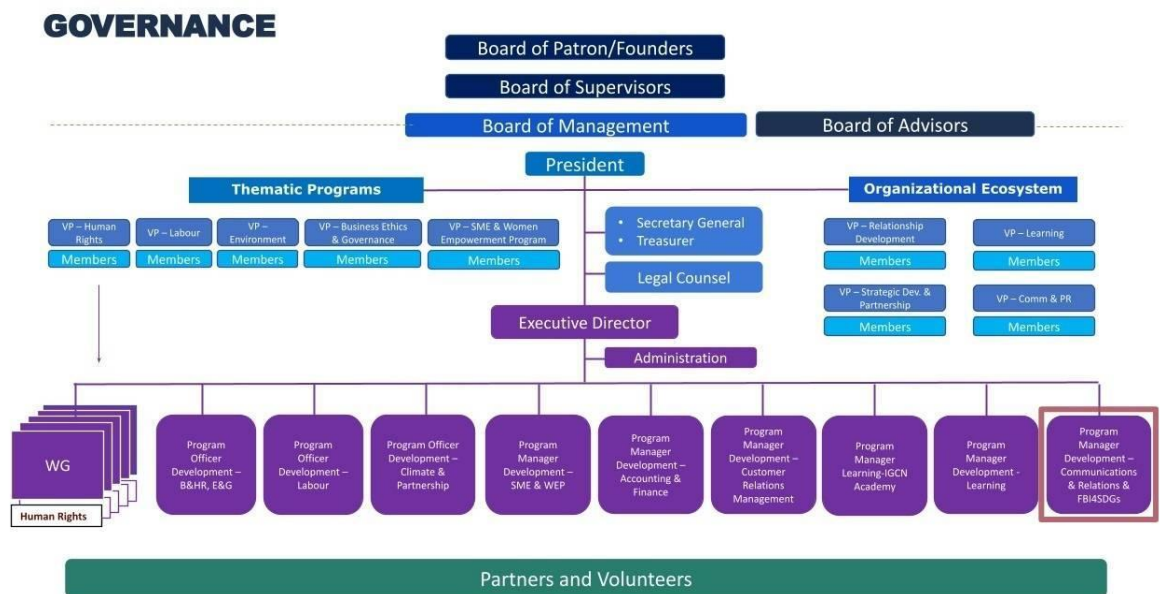 GOVERNANCE
Board of Patron/Founders
Board of Supervisors
Board of Management
Board of Advisors
President
Thematic Programs
Organizational Ecosystem
VP – Human
Rights
Members
VP – Labour
Members
VP –
Environment
Members
VP – Business Ethics
& Governance
Members
VP – SME & Women
Empowerment Program
Members
• Secretary General
• Treasurer
Legal Counsel
VP – Relationship
Development
Members
VP – Learning
Members
VP – Strategic Dev. &
Partnership
Members
VP – Comm & PR
Members
Executive Director
Administration
WG
Human Rights
Program
Officer
Development –
B&HR, E&G
Program
Officer
Development –
Labour
Program Officer
Development –
Climate &
Partnership
Program
Manager
Development –
SME & WEP
Program
Manager
Development –
Accounting &
Finance
Program
Manager
Development –
Customer
Relations
Management
Program
Manager
Learning-IGCN
Academy
Program
Manager
Development -
Learning
Program
Manager
Development –
Communications
& Relations &
FBI4SDGs
Partners and Volunteers